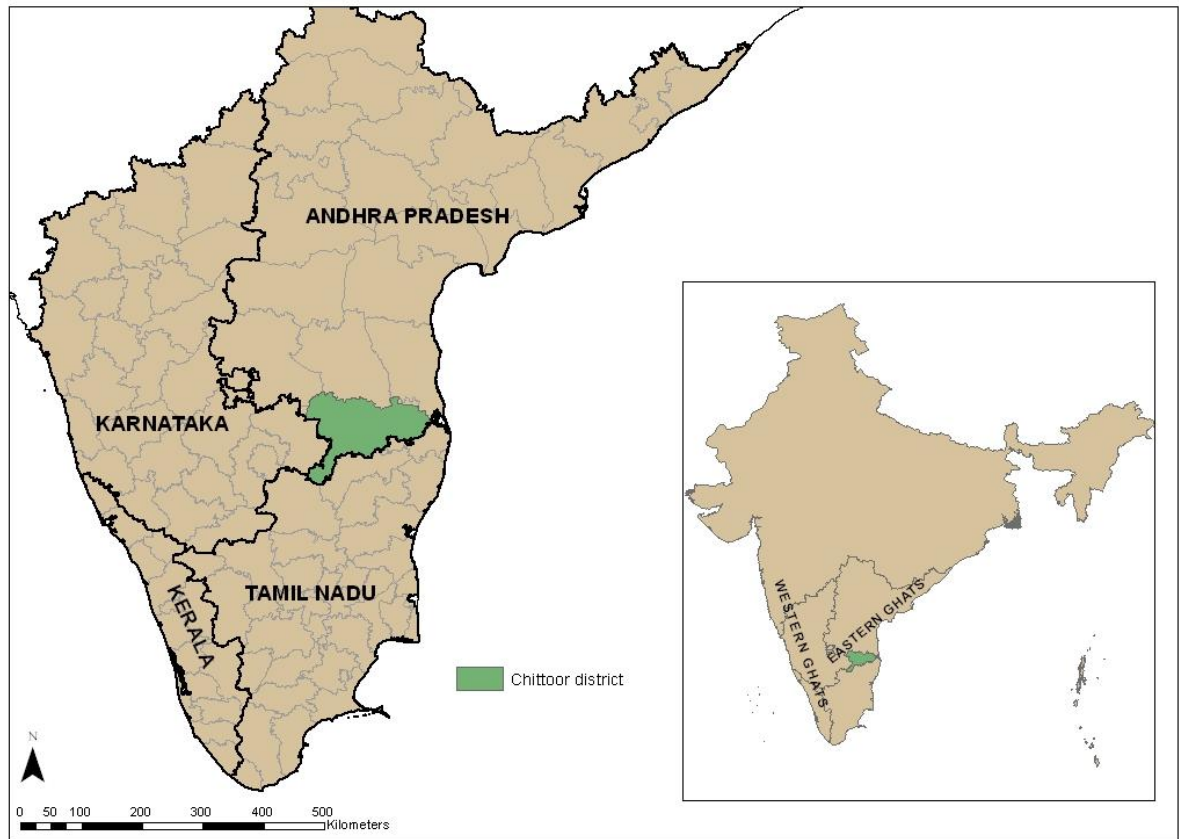 ANDHRA PRADESH
KARNATAKA
TAMIL NADU
KERALA
Chittoor district
WESTERN GHATS
EASTERN GHATS
N
0 50 100 200 300 400 500
Kilometers